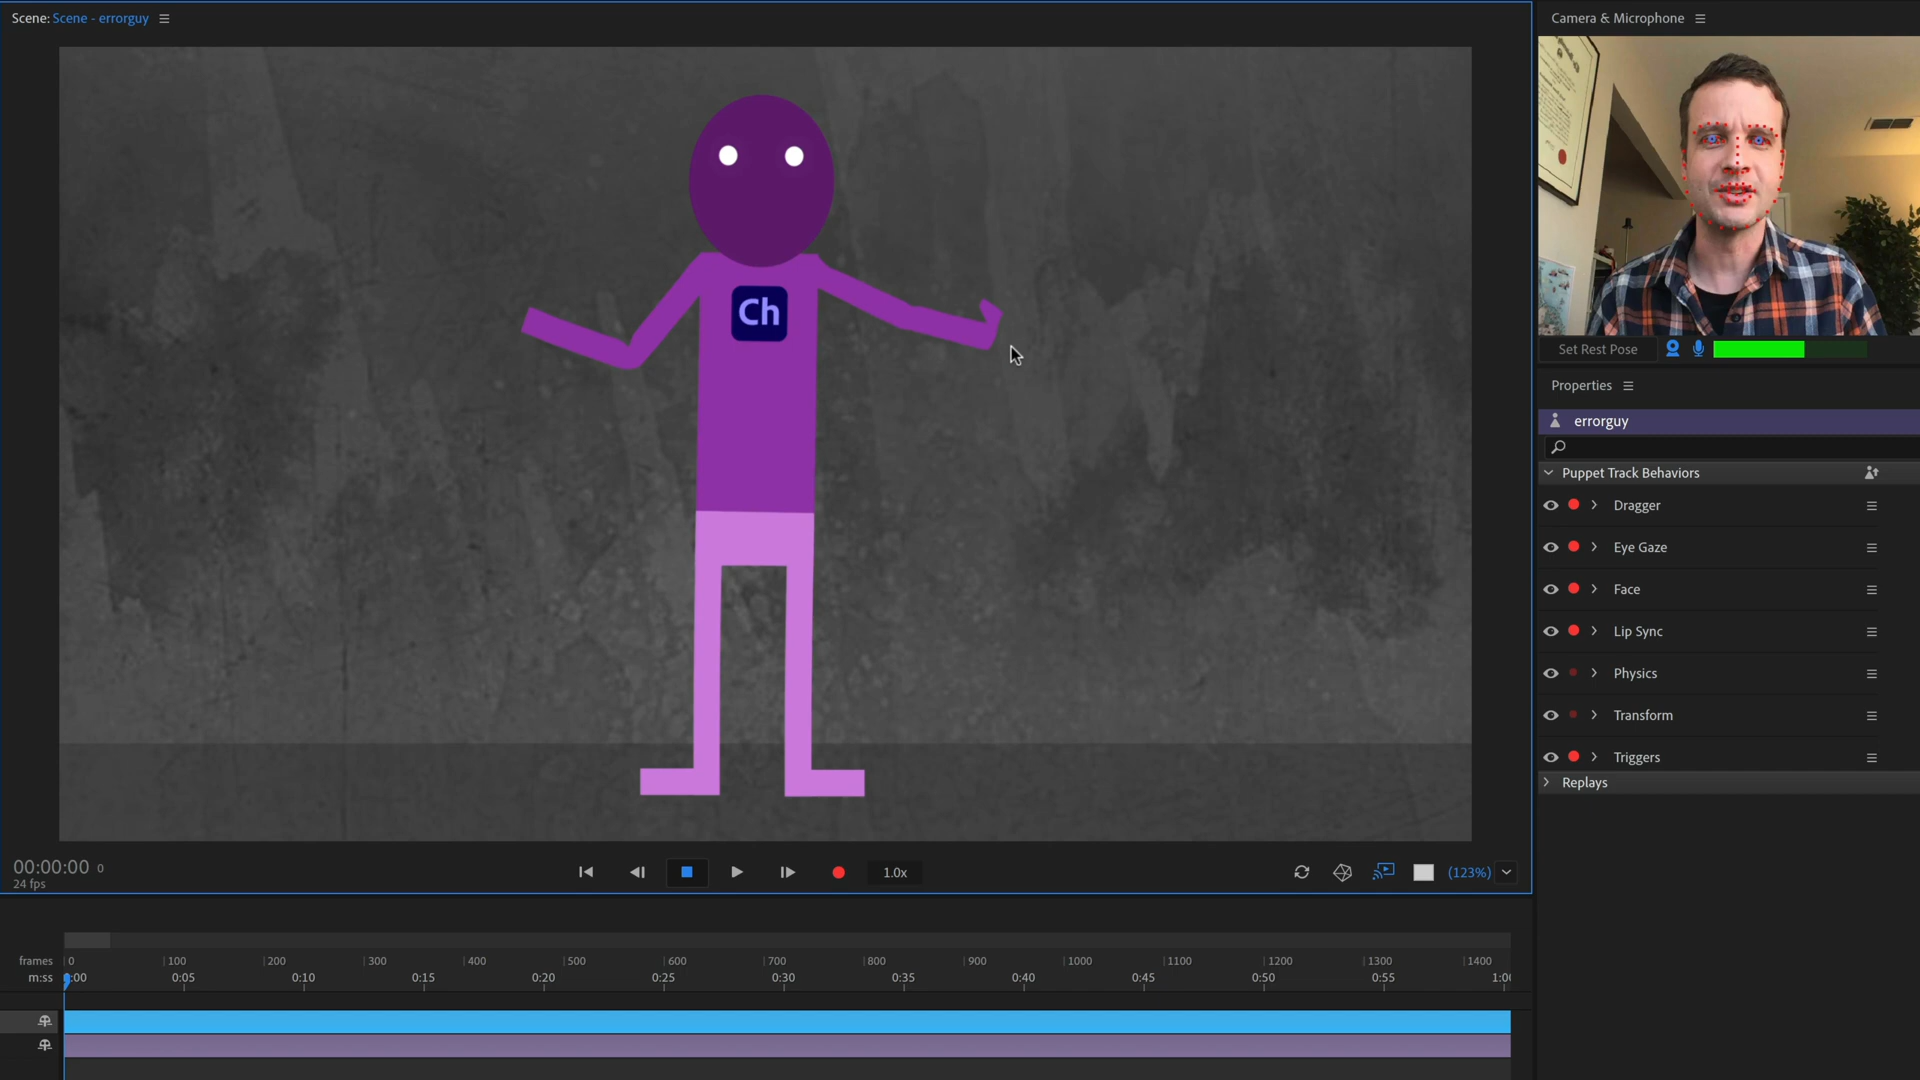 Scene: Scene - errorguy
Camera & Microphone
Ch
Set Rest Pose
Properties
errorguy
Puppet Track Behaviors
Dragger
Eye Gaze
Face
Lip Sync
Physics
Transform
Triggers
Replays
00:00:00 0
24 fps
1.0x
(123%)
frames 0 100 200 300 400 500 600 700 800 900 1000 1100 1200 1300 1400
m:ss :00 0:05 0:10 0:15 0:20 0:25 0:30 0:35 0:40 0:45 0:50 0:55 1:0